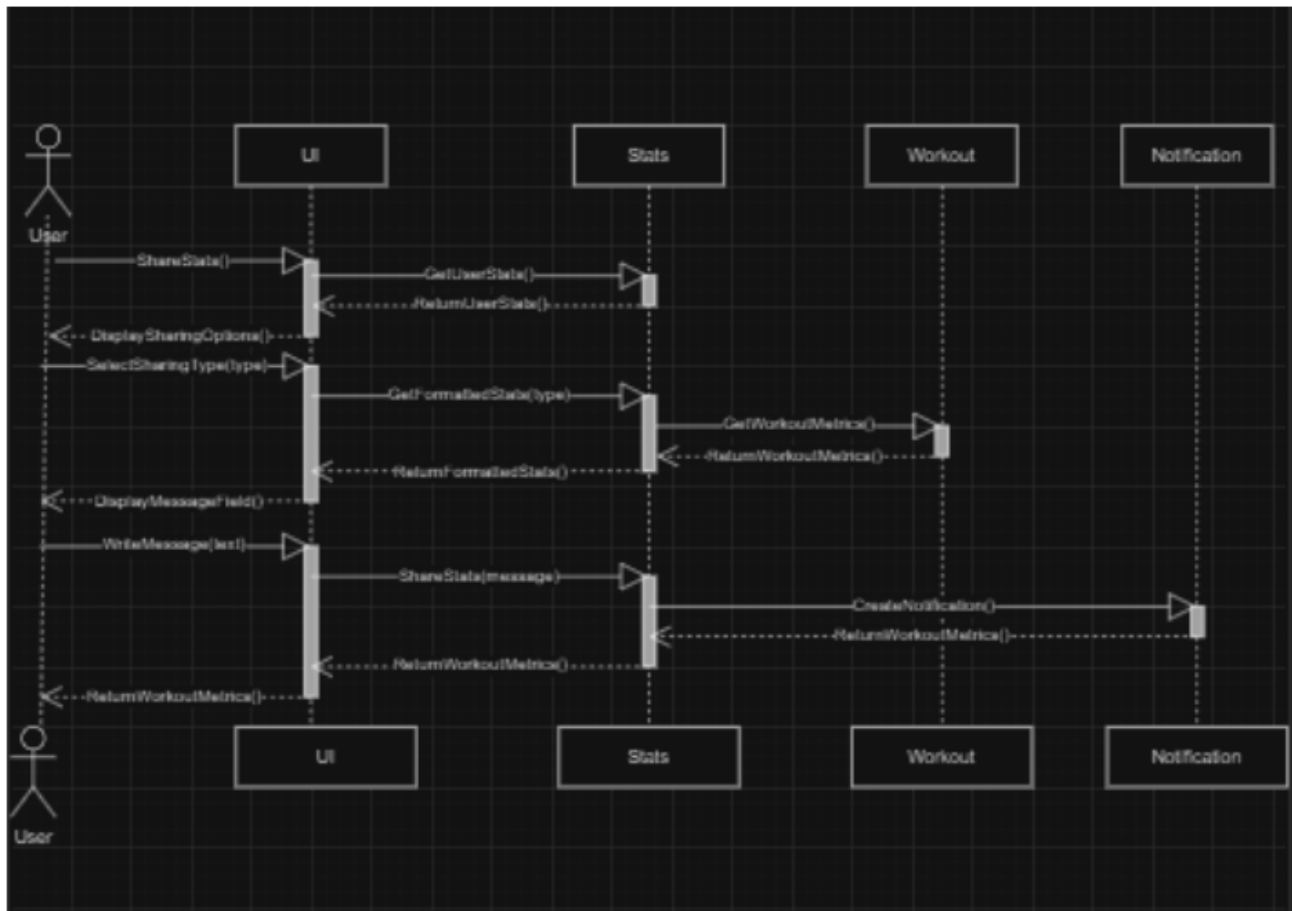 UI
Stats
Workout
Notification
User
ShareStats()
GetUserStats()
ReturnUserStats()
DisplaySharingOptions()
SelectSharingType(type)
GetFormattedStats(type)
GetWorkoutMetrics()
ReturnWorkoutMetrics()
ReturnFormattedStats()
DisplayMessageField()
WriteMessage(text)
ShareStats(message)
CreateNotification()
ReturnWorkoutMetrics()
ReturnWorkoutMetrics()
ReturnWorkoutMetrics()
UI
Stats
Workout
Notification
User